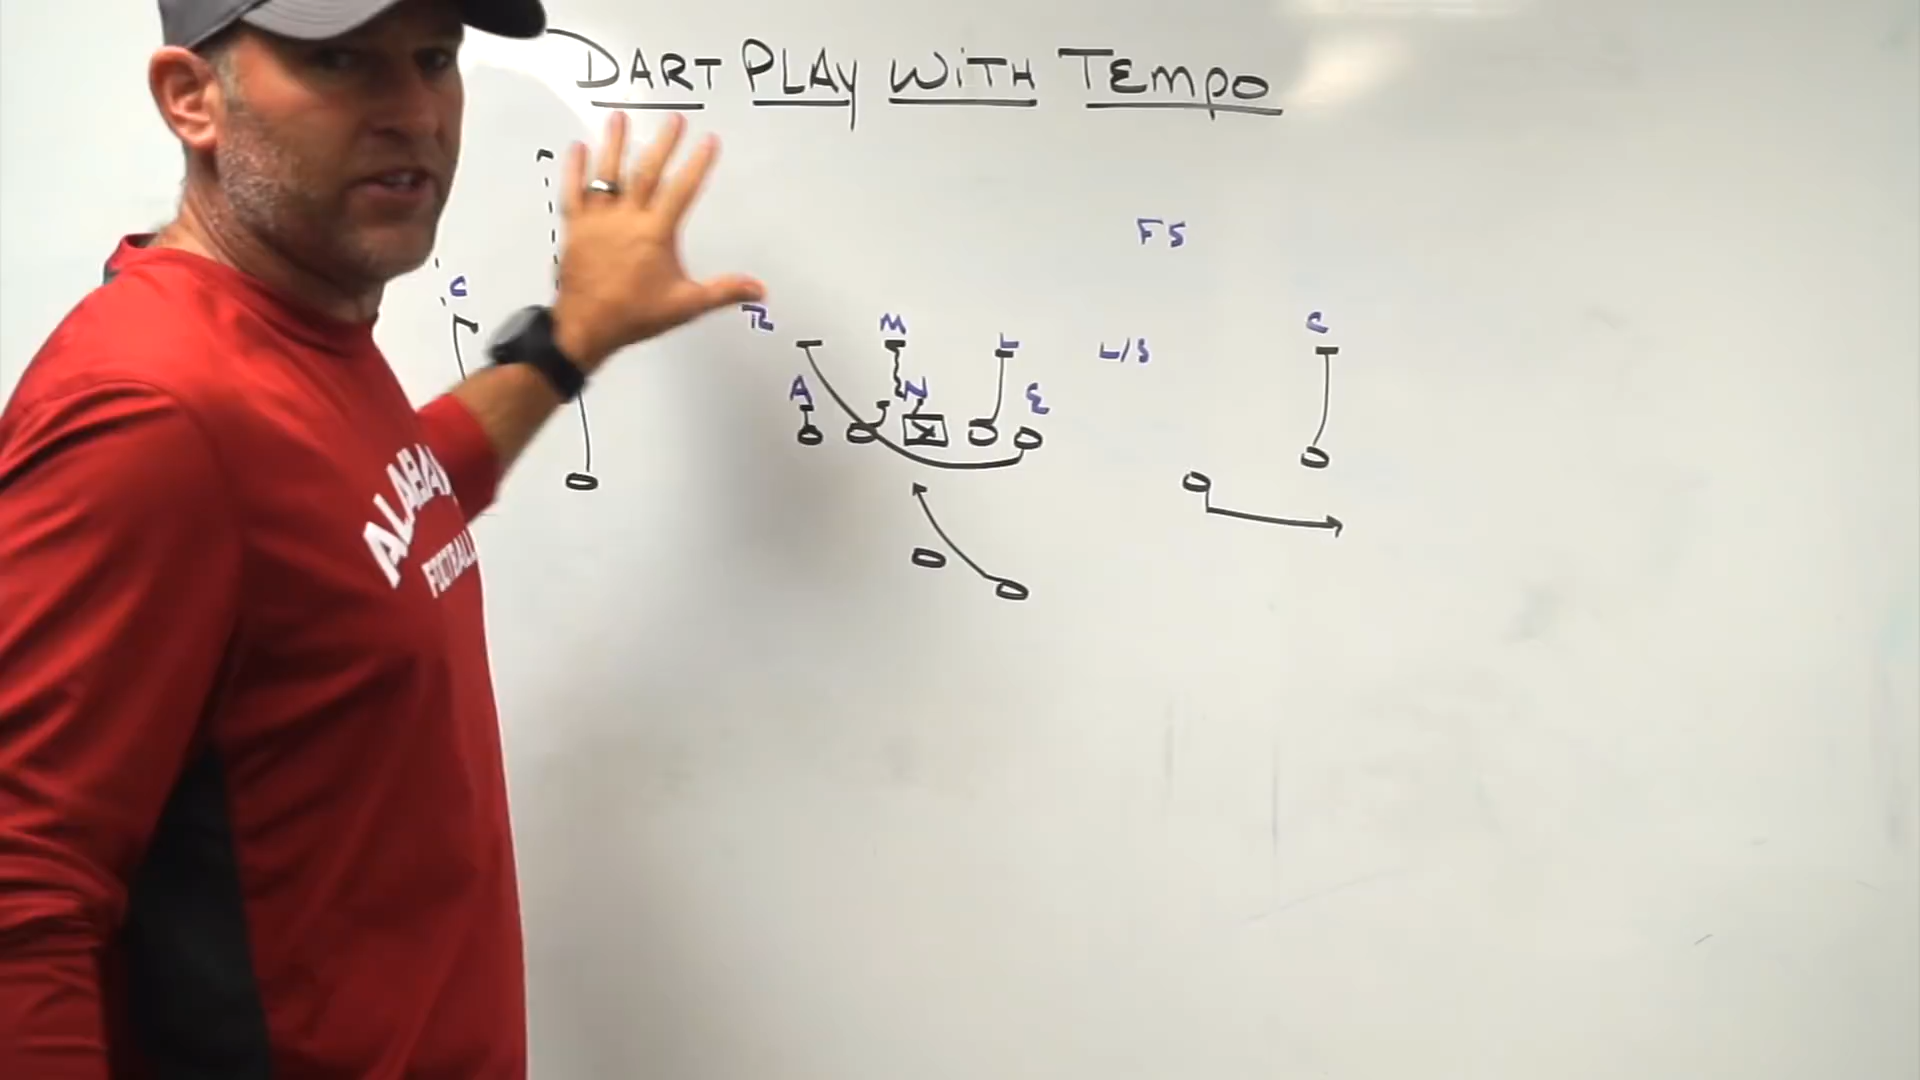 DART PLAY WITH TEMPO
FS
C
R M L L/S C
A N E
X
ALABAMA
FOOTBALL